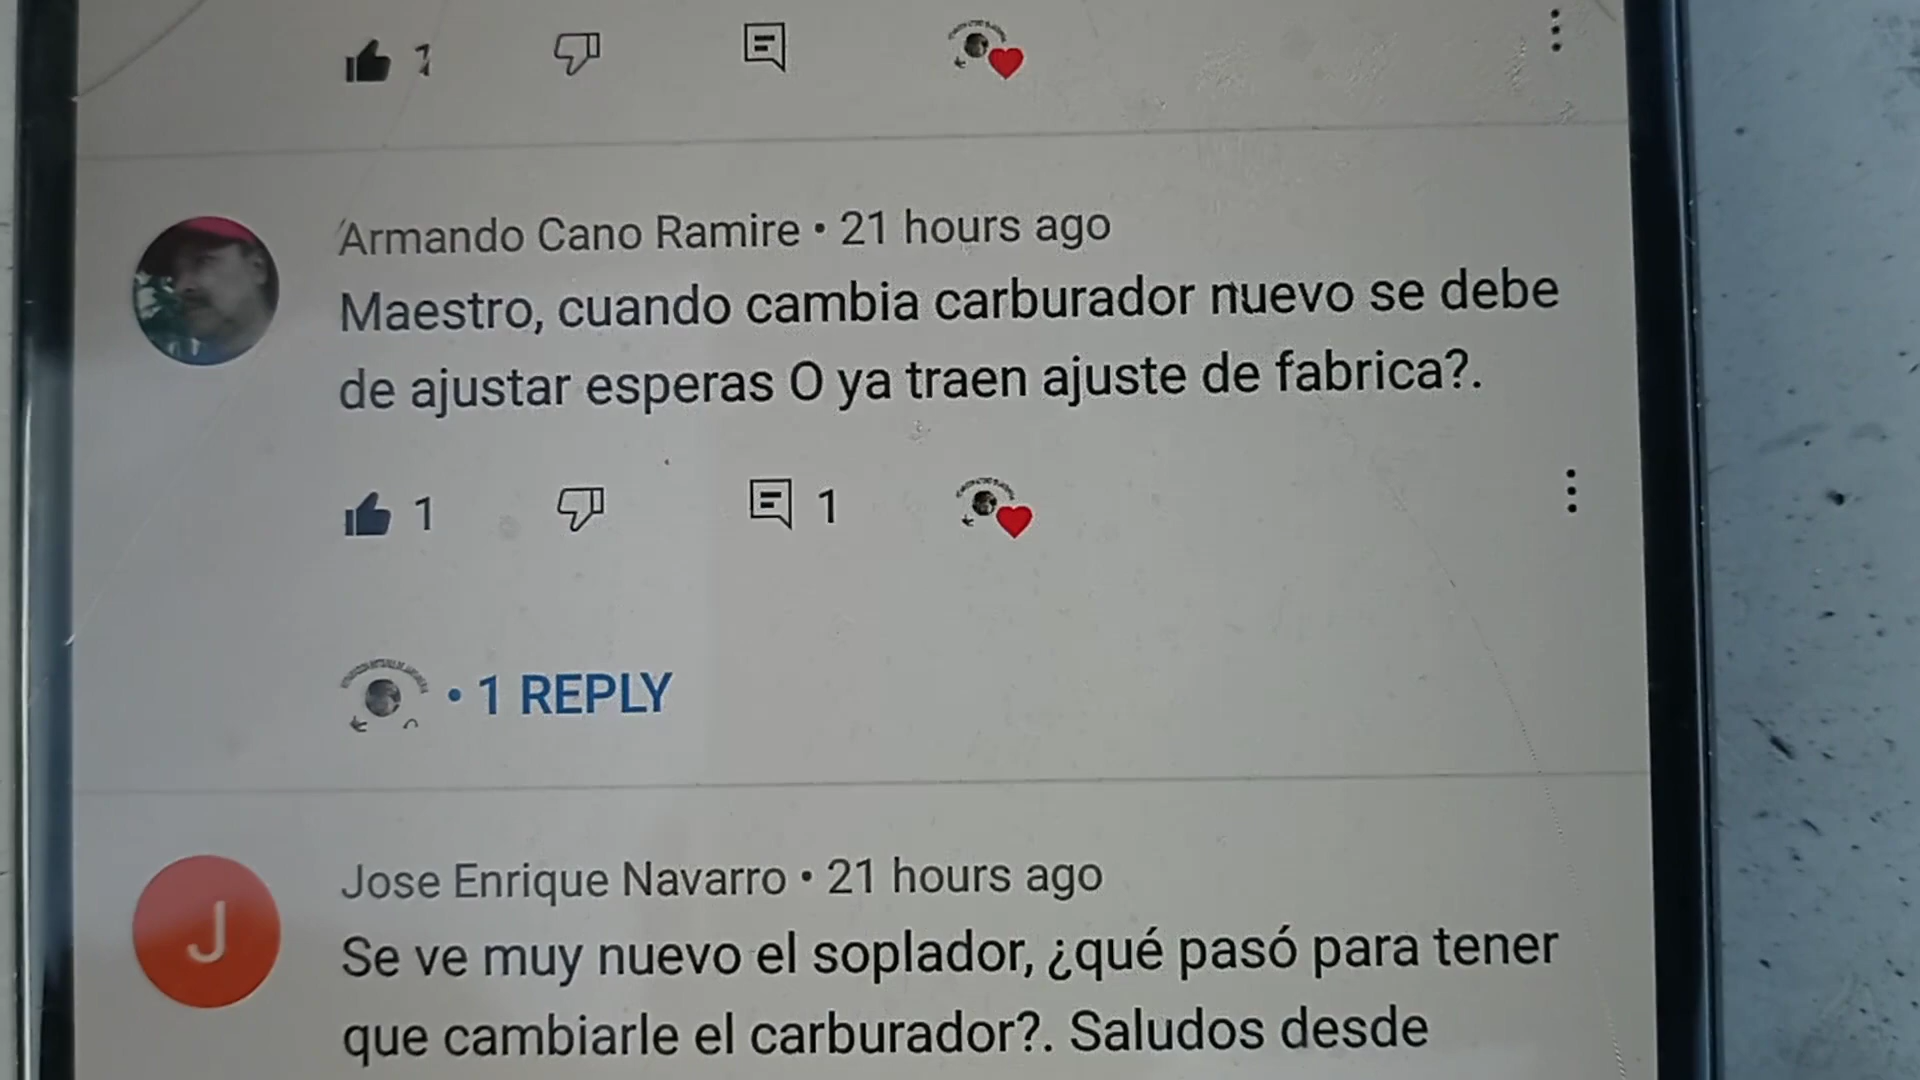 1
Armando Cano Ramire • 21 hours ago
Maestro, cuando cambia carburador nuevo se debe
de ajustar esperas O ya traen ajuste de fabrica?.
1 1
• 1 REPLY
J
Jose Enrique Navarro • 21 hours ago
Se ve muy nuevo el soplador, ¿qué pasó para tener
que cambiarle el carburador?. Saludos desde